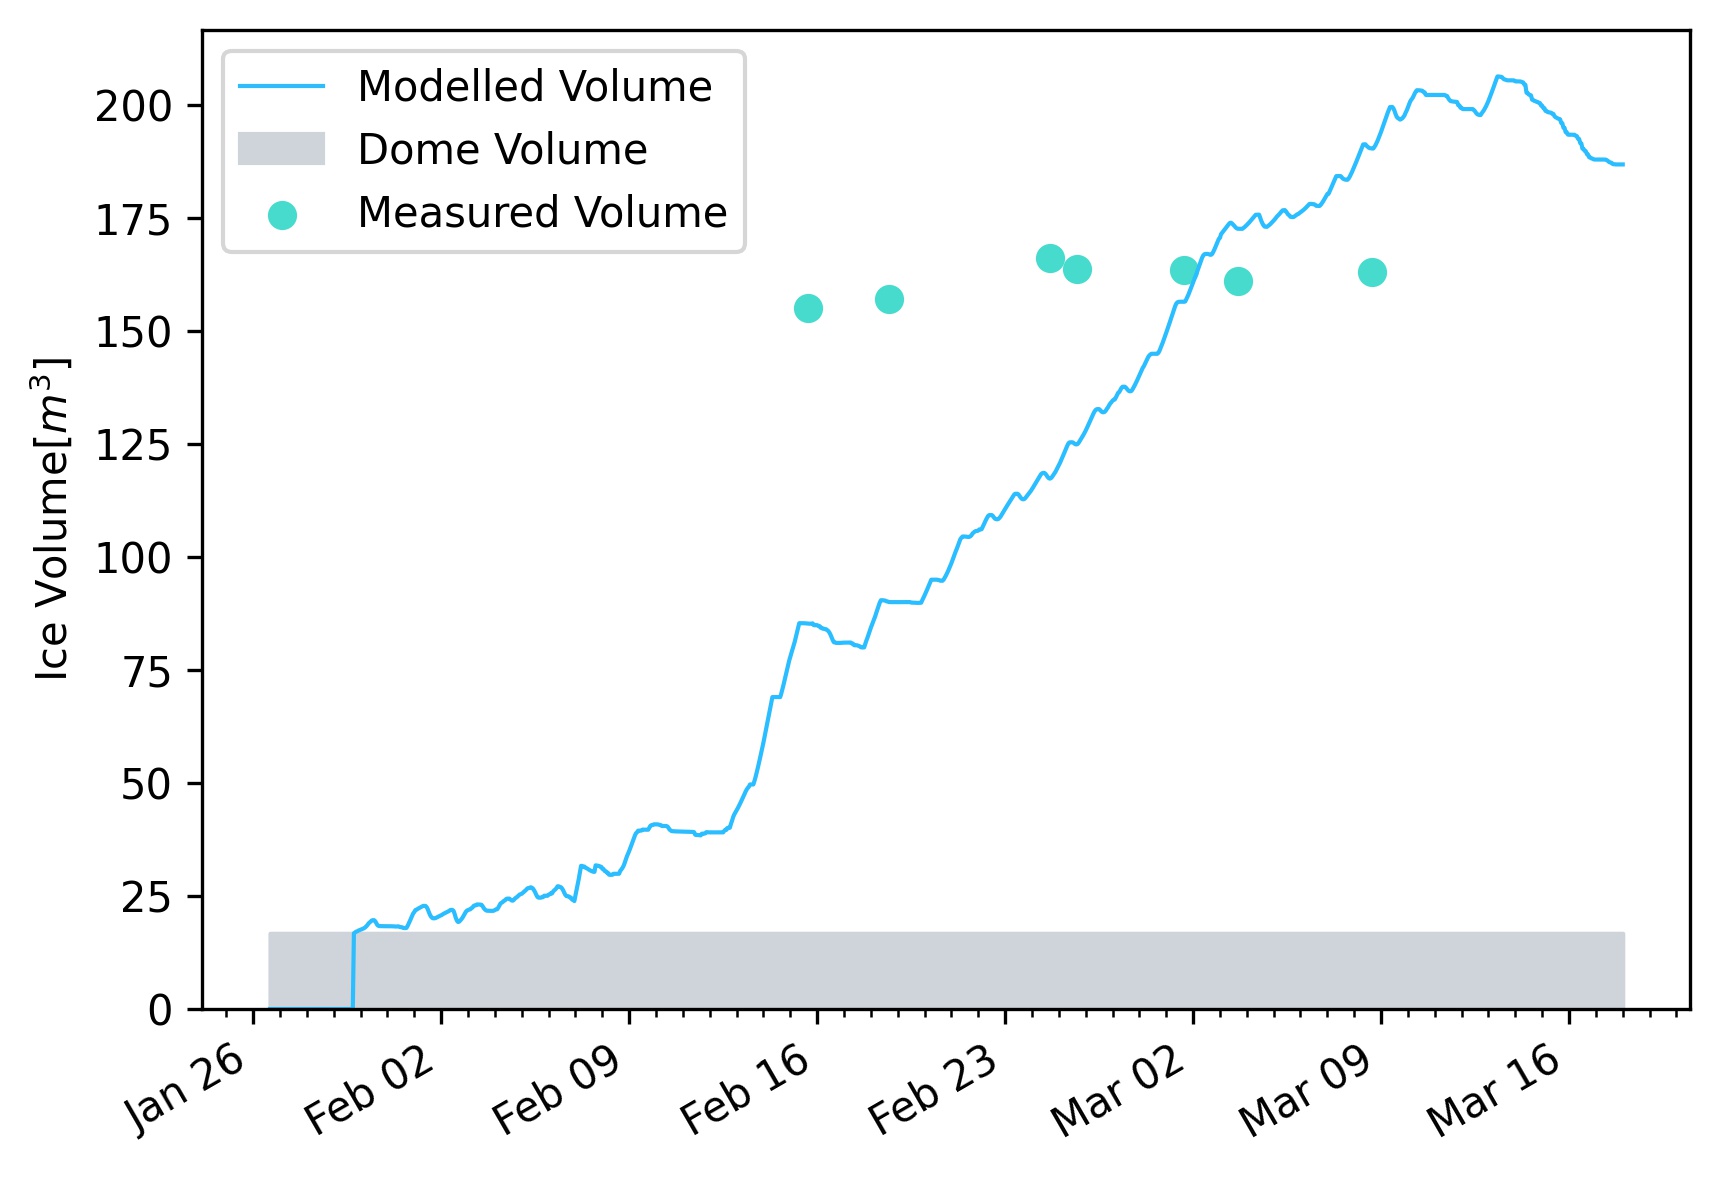 Modelled Volume
Dome Volume
Measured Volume
Ice Volume[m³]
200
175
150
125
100
75
50
25
0
Jan 26
Feb 02
Feb 09
Feb 16
Feb 23
Mar 02
Mar 09
Mar 16